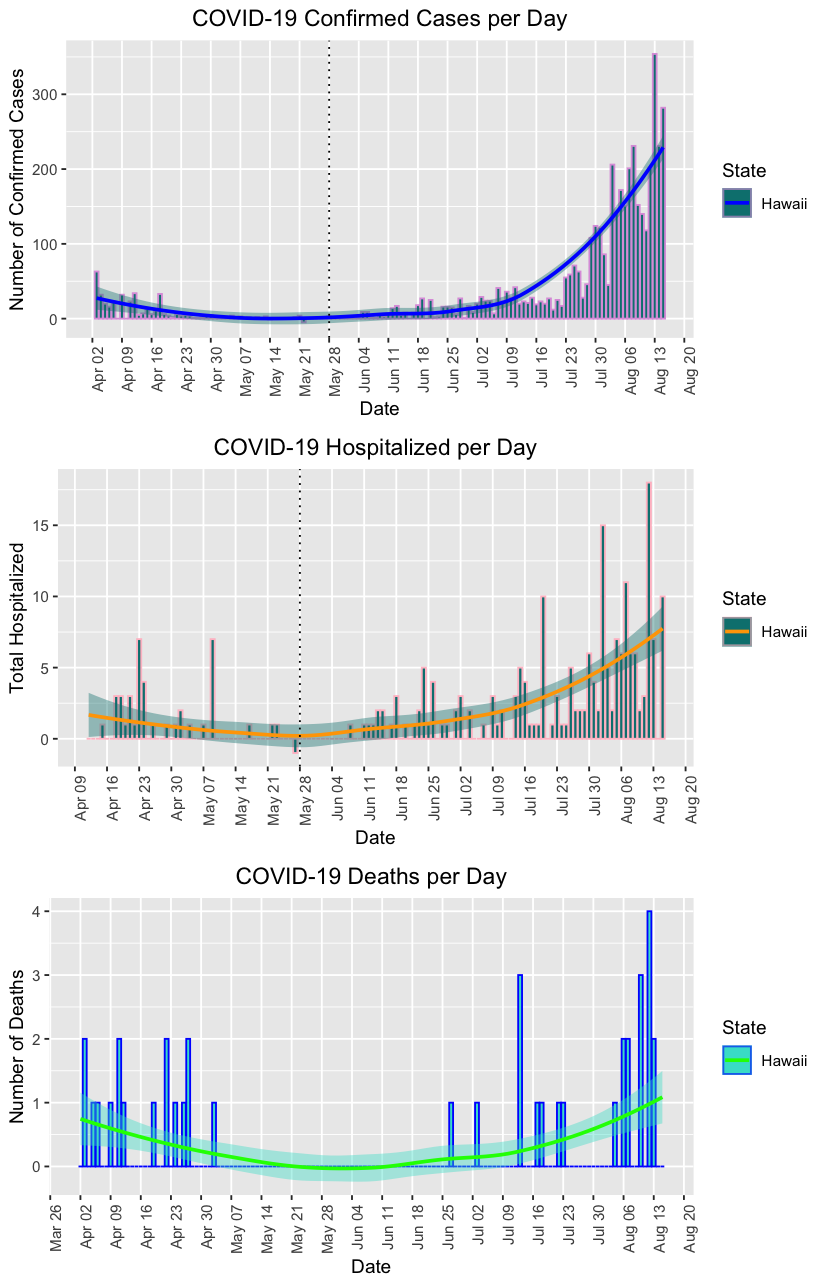 COVID-19 Confirmed Cases per Day
Number of Confirmed Cases
300
200
100
0
Apr 02
Apr 09
Apr 16
Apr 23
Apr 30
May 07
May 14
May 21
May 28
Jun 04
Jun 11
Jun 18
Jun 25
Jul 02
Jul 09
Jul 16
Jul 23
Jul 30
Aug 06
Aug 13
Aug 20
Date
State
Hawaii
COVID-19 Hospitalized per Day
Total Hospitalized
15
10
5
0
Apr 09
Apr 16
Apr 23
Apr 30
May 07
May 14
May 21
May 28
Jun 04
Jun 11
Jun 18
Jun 25
Jul 02
Jul 09
Jul 16
Jul 23
Jul 30
Aug 06
Aug 13
Aug 20
Date
State
Hawaii
COVID-19 Deaths per Day
Number of Deaths
4
3
2
1
0
Mar 26
Apr 02
Apr 09
Apr 16
Apr 23
Apr 30
May 07
May 14
May 21
May 28
Jun 04
Jun 11
Jun 18
Jun 25
Jul 02
Jul 09
Jul 16
Jul 23
Jul 30
Aug 06
Aug 13
Aug 20
Date
State
Hawaii